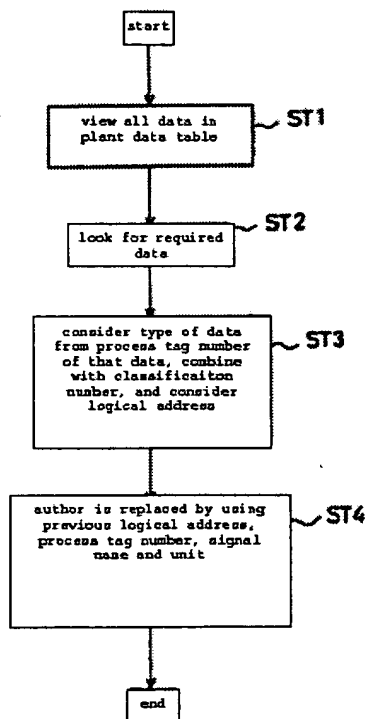 start
view all data in
plant data table
ST1
look for required
data
ST2
consider type of data
from process tag number
of that data, combine
with classificaiton
number, and consider
logical address
ST3
author is replaced by using
previous logical address,
process tag number, signal
name and unit
ST4
end